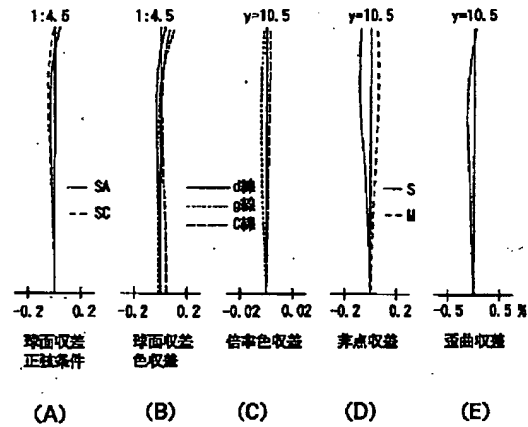 1:4.5 1:4.5 y=10.5 y=10.5 y=10.5
SA
SC
d線
g線
C線
S
M
-0.2 0.2 -0.2 0.2 -0.02 0.02 -0.2 0.2 -0.5 0.5 %
球面収差 球面収差 倍率色収差 非点収差 歪曲収差
正弦条件 色収差
(A) (B) (C) (D) (E)